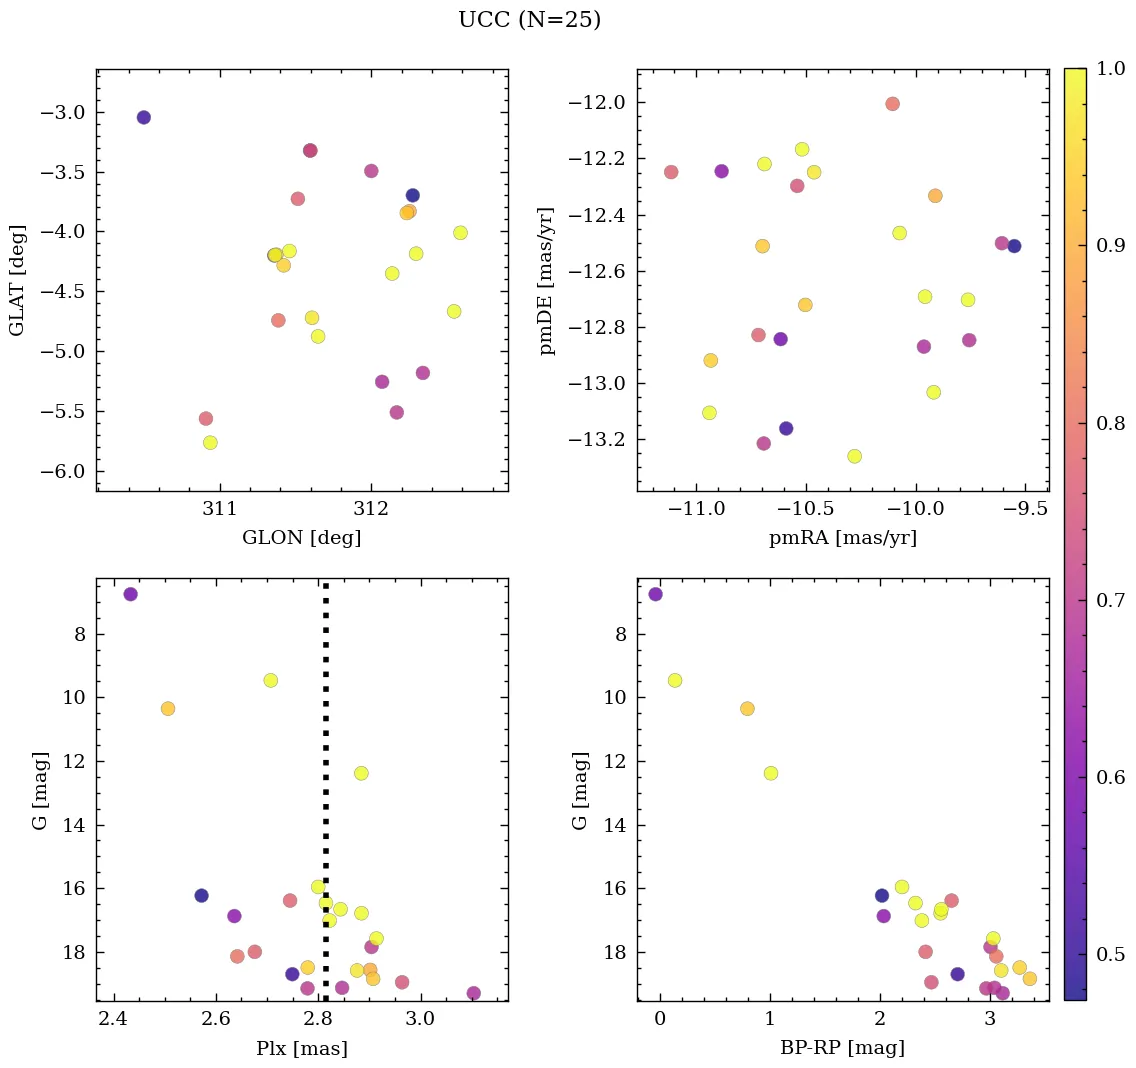 UCC (N=25)
−3.0
−3.5
−4.0
−4.5
−5.0
−5.5
−6.0
GLAT [deg]
311 312
GLON [deg]
−12.0
−12.2
−12.4
−12.6
−12.8
−13.0
−13.2
pmDE [mas/yr]
−11.0 −10.5 −10.0 −9.5
pmRA [mas/yr]
1.0
0.9
0.8
0.7
0.6
0.5
8
10
12
14
16
18
G [mag]
2.4 2.6 2.8 3.0
Plx [mas]
8
10
12
14
16
18
G [mag]
0 1 2 3
BP-RP [mag]